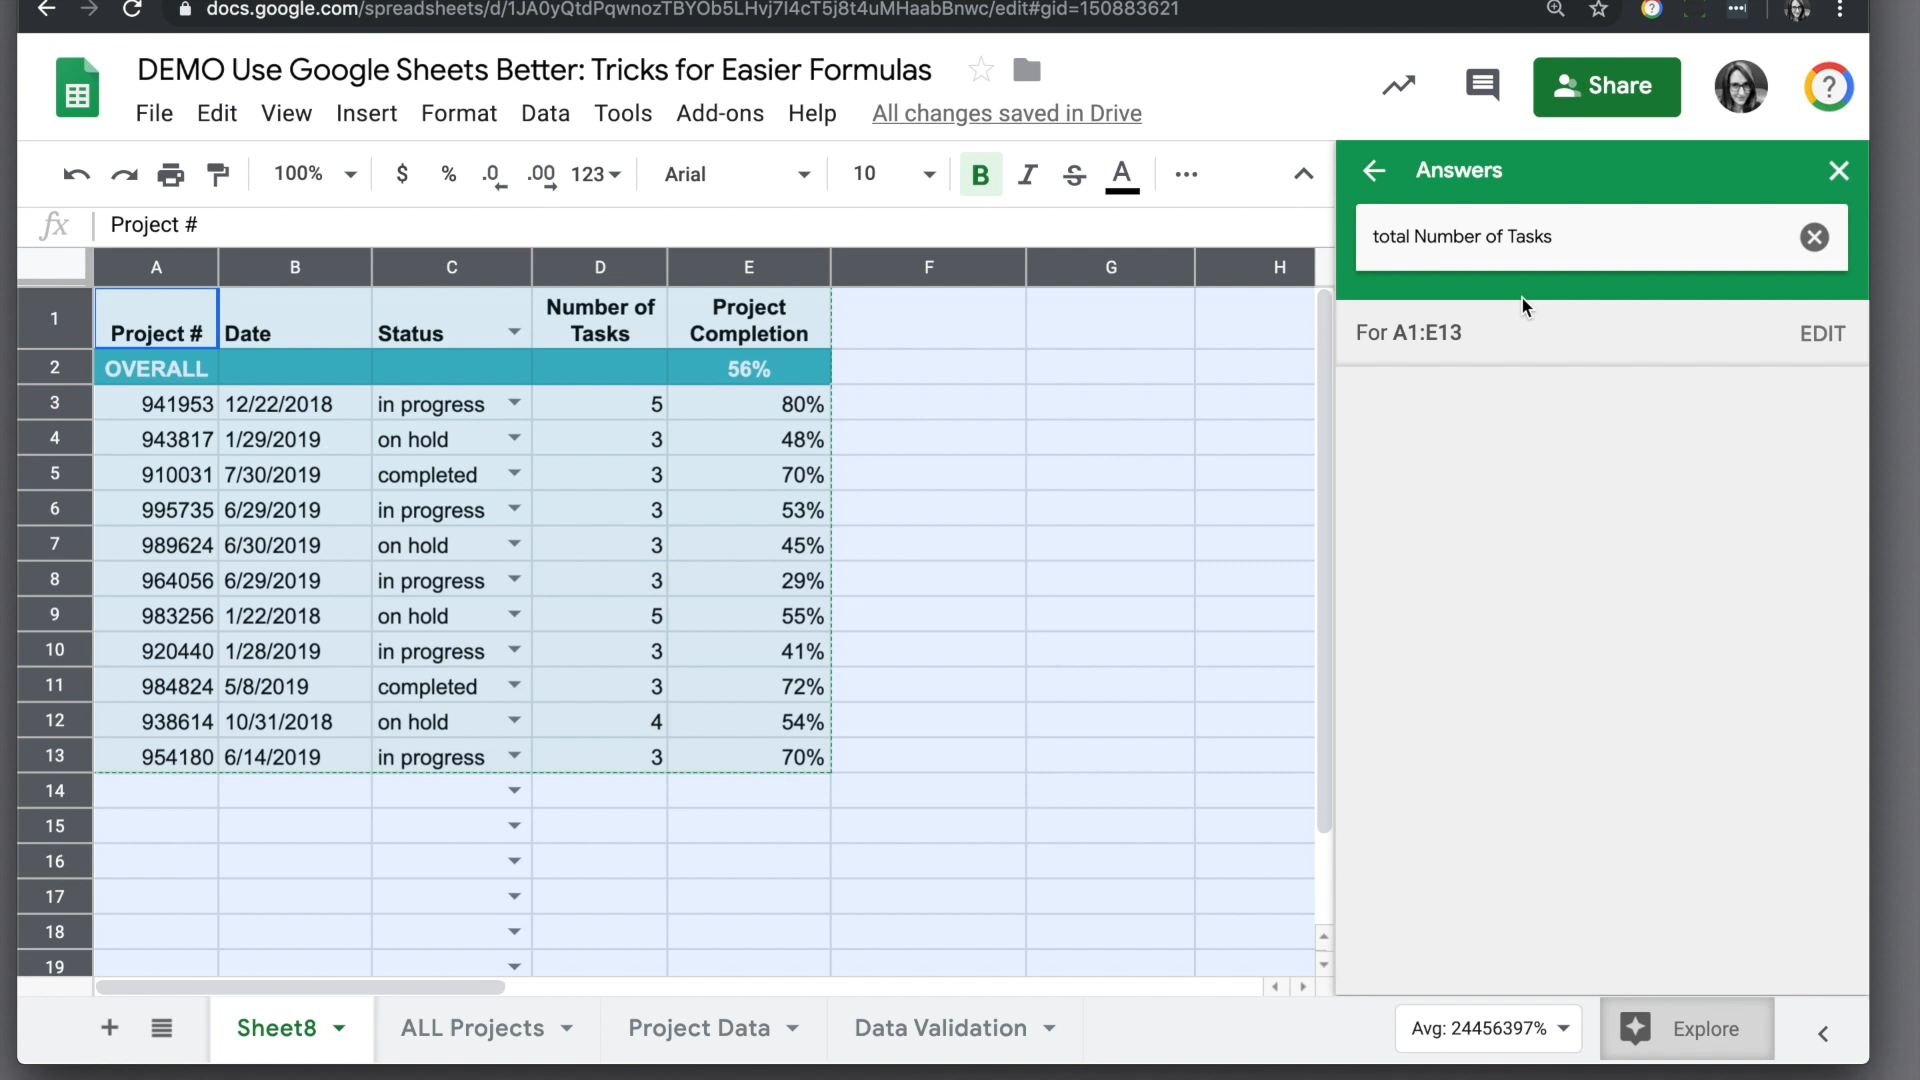 docs.google.com/spreadsheets/d/1JA0yQtdPqwnozTBYOb5LHvj7I4cT5j8t4uMHaabBnwc/edit#gid=150883621
DEMO Use Google Sheets Better: Tricks for Easier Formulas
Share
?
File Edit View Insert Format Data Tools Add-ons Help All changes saved in Drive
100% $ % .0 .00 123 Arial 10 B I S A
Answers
fx Project #
total Number of Tasks
A B C D E F G H
For A1:E13 EDIT
1 Project # Date Status Number of Tasks Project Completion
2 OVERALL 56%
3 941953 12/22/2018 in progress 5 80%
4 943817 1/29/2019 on hold 3 48%
5 910031 7/30/2019 completed 3 70%
6 995735 6/29/2019 in progress 3 53%
7 989624 6/30/2019 on hold 3 45%
8 964056 6/29/2019 in progress 3 29%
9 983256 1/22/2018 on hold 5 55%
10 920440 1/28/2019 in progress 3 41%
11 984824 5/8/2019 completed 3 72%
12 938614 10/31/2018 on hold 4 54%
13 954180 6/14/2019 in progress 3 70%
14
15
16
17
18
19
Sheet8 ALL Projects Project Data Data Validation Avg: 24456397% Explore